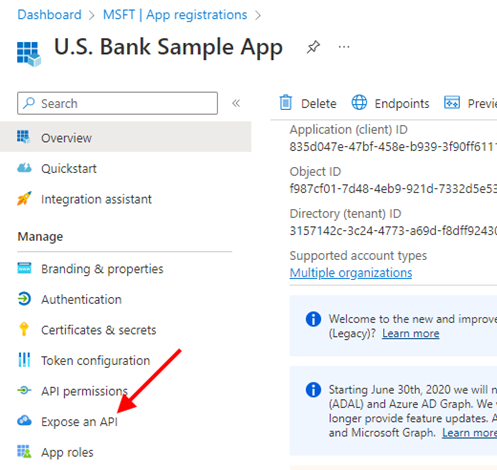 Dashboard > MSFT | App registrations >
U.S. Bank Sample App
Search
Overview
Quickstart
Integration assistant
Manage
Branding & properties
Authentication
Certificates & secrets
Token configuration
API permissions
Expose an API
App roles
Delete Endpoints Previe
Application (client) ID
835d047e-47bf-458e-b939-3f90ff6111
Object ID
f987cf01-7d48-4eb9-921d-7332d5e53
Directory (tenant) ID
3157142c-3c24-4773-a69d-f8dff92430
Supported account types
Multiple organizations
Welcome to the new and improve
(Legacy)? Learn more
Starting June 30th, 2020 we will n
(ADAL) and Azure AD Graph. We w
longer provide feature updates. A
and Microsoft Graph. Learn more